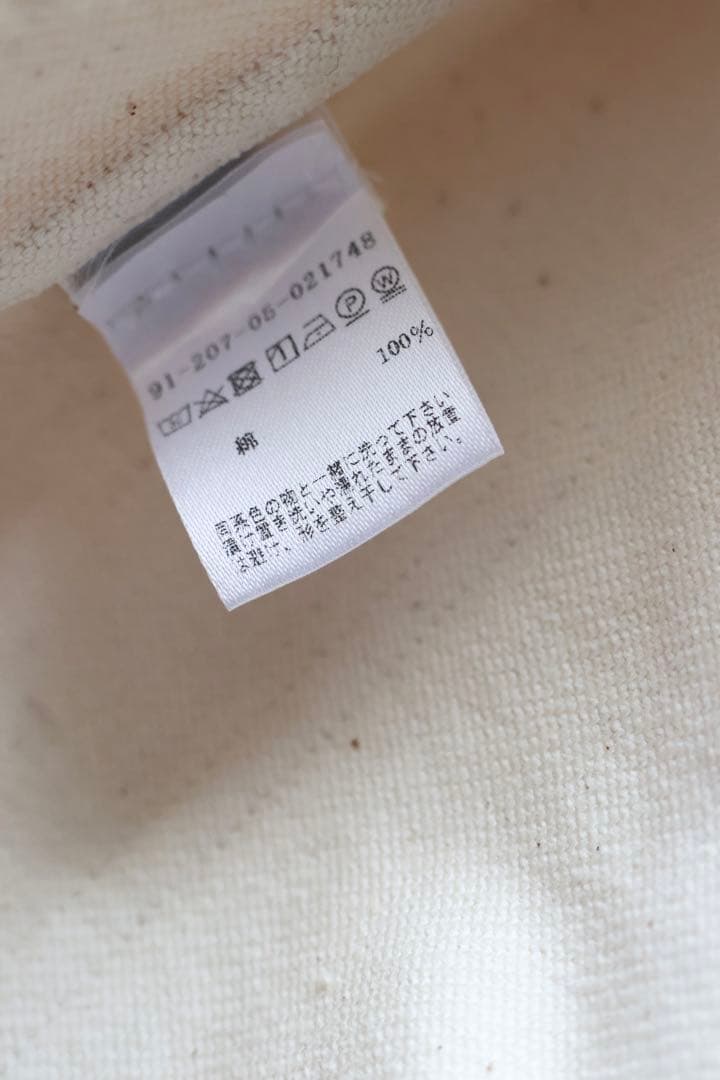 91-207-05-021748
綿 100%
同系色の物と一緒に洗って下さい
漬け置き洗いや濡れたままの放置
は避け、形を整え干して下さい。